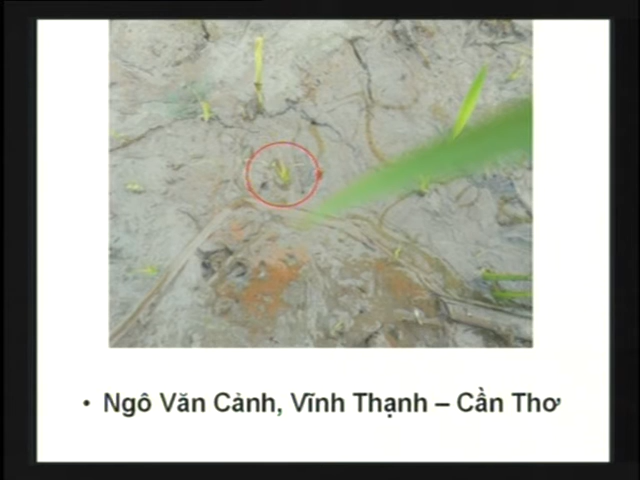 • Ngô Văn Cảnh, Vĩnh Thạnh – Cần Thơ